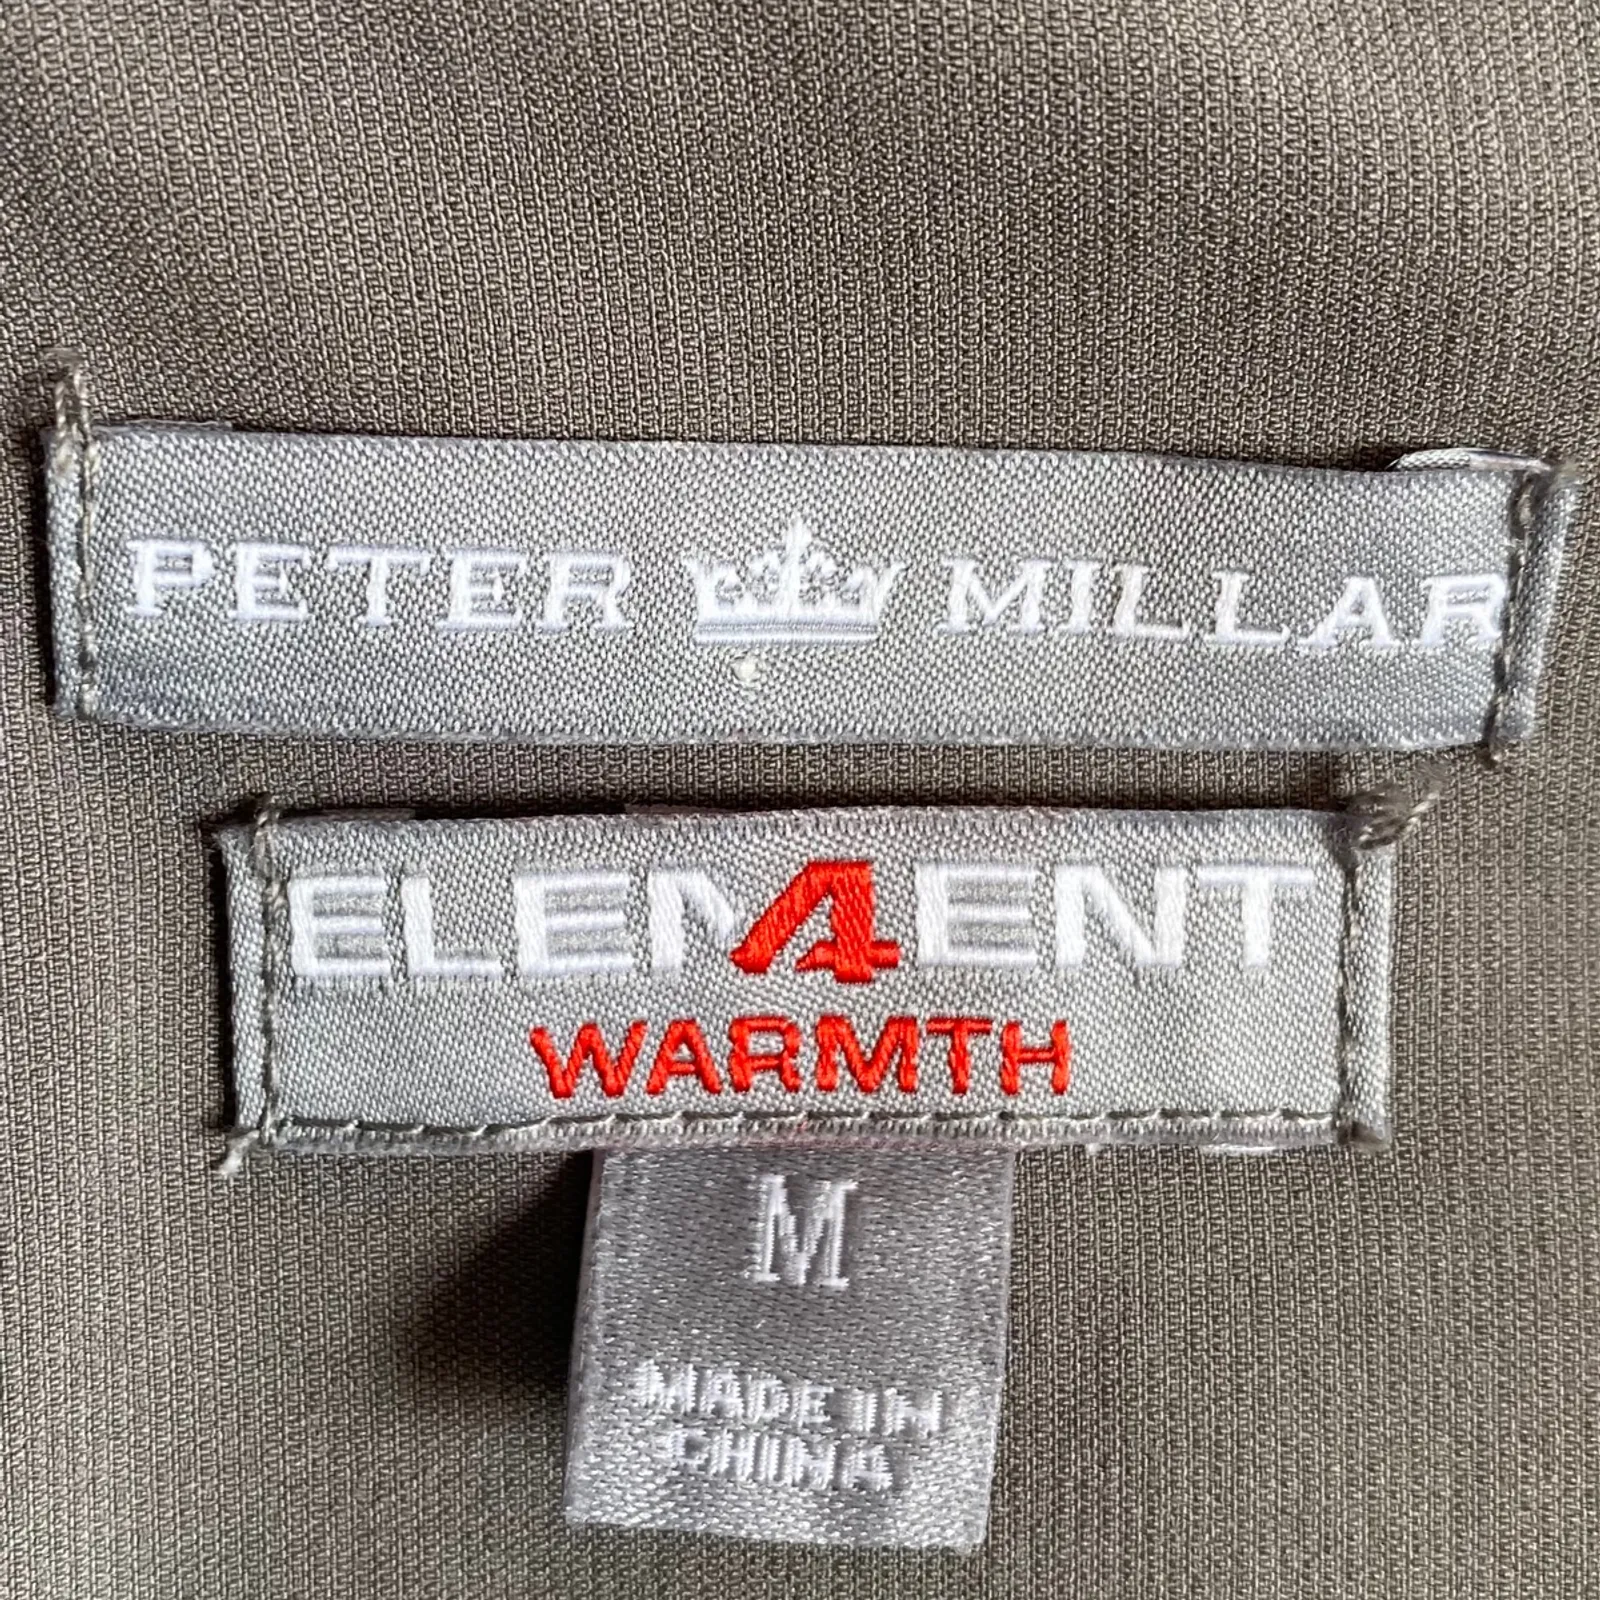 PETER MILLAR
ELEM4ENT
WARMTH
M
MADE IN
CHINA